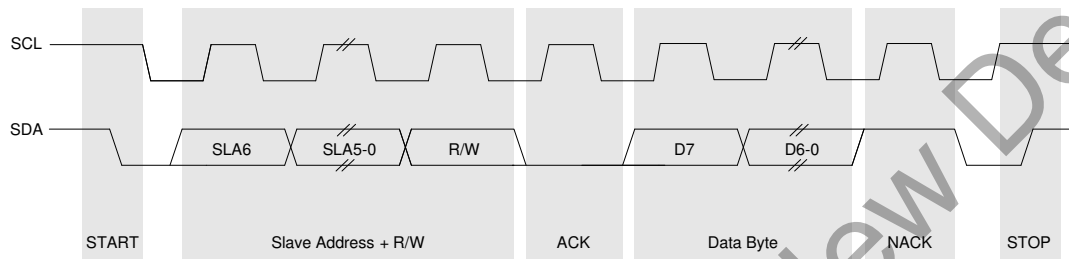 SCL
SDA
SLA6 SLA5-0 R/W D7 D6-0
START Slave Address + R/W ACK Data Byte NACK STOP